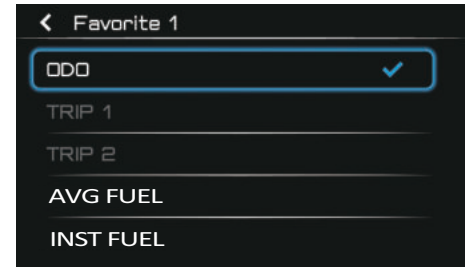 Favorite 1
ODO
TRIP 1
TRIP 2
AVG FUEL
INST FUEL